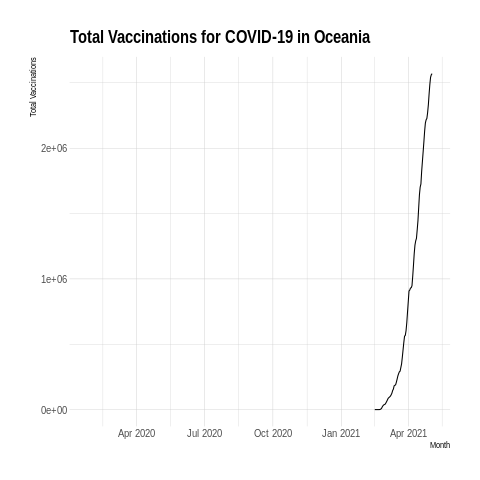 Total Vaccinations for COVID-19 in Oceania
Total Vaccinations
2e+06
1e+06
0e+00
Apr 2020 Jul 2020 Oct 2020 Jan 2021 Apr 2021
Month